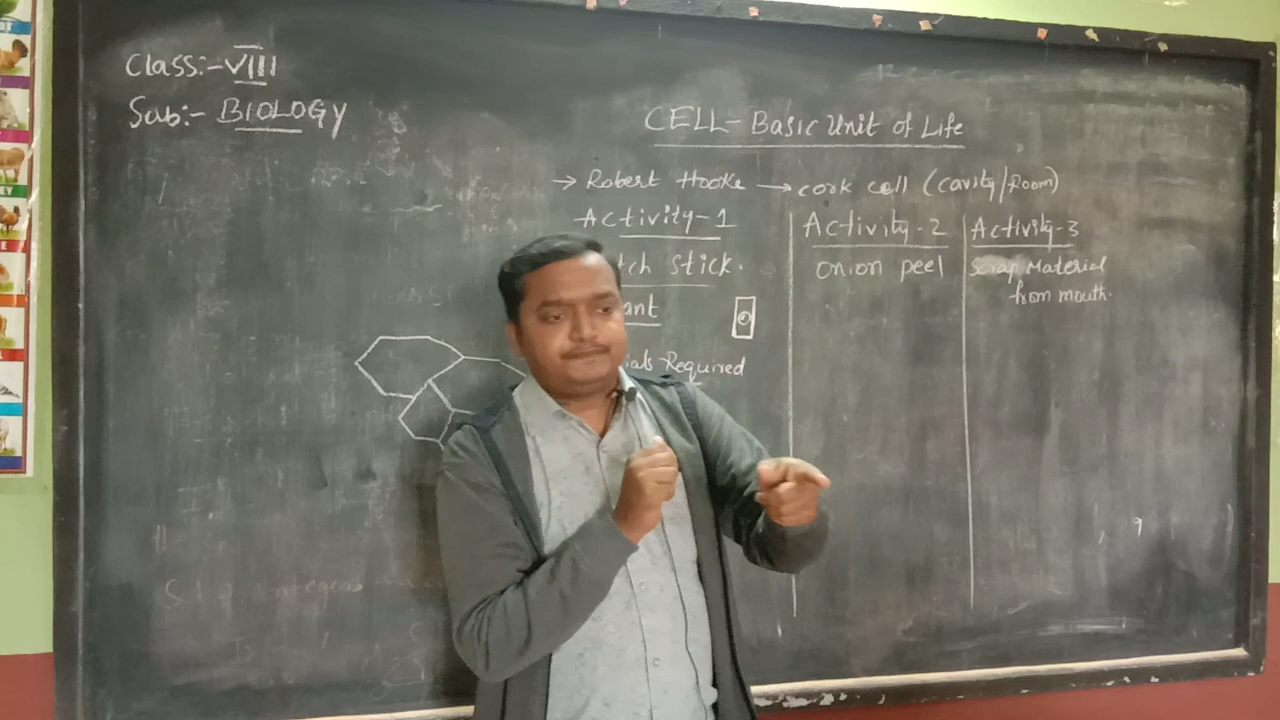 Class:- VIII
Sub:- BIOLOGY
CELL - Basic Unit of Life
→ Robert Hooke → cork cell (cavity/Room)
Activity-1
tch stick.
ant
ials Required
Activity-2
onion peel
Activity-3
Scrap Material
from mouth.